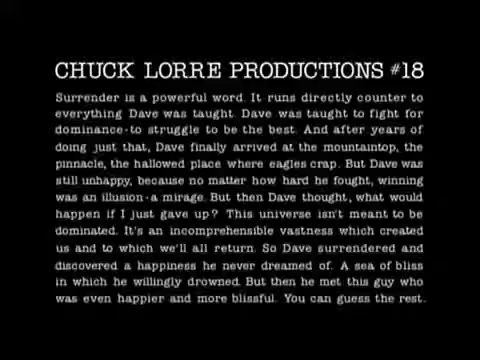 CHUCK LORRE PRODUCTIONS #18
Surrender is a powerful word. It runs directly counter to
everything Dave was taught. Dave was taught to fight for
dominance-to struggle to be the best. And after years of
doing just that, Dave finally arrived at the mountaintop, the
pinnacle, the hallowed place where eagles crap. But Dave was
still unhappy, because no matter how hard he fought, winning
was an illusion-a mirage. But then Dave thought, what would
happen if I just gave up? This universe isn't meant to be
dominated. It's an incomprehensible vastness which created
us and to which we'll all return. So Dave surrendered and
discovered a happiness he never dreamed of. A sea of bliss
in which he willingly drowned. But then he met this guy who
was even happier and more blissful. You can guess the rest.